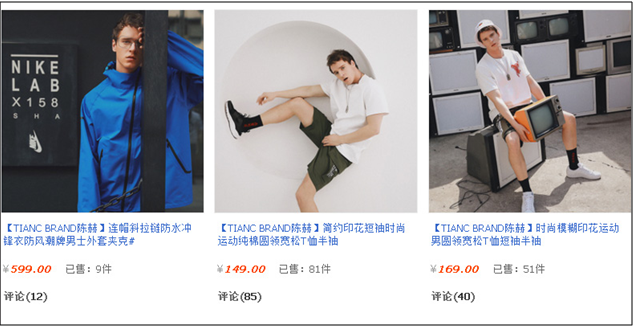 NIKE
LAB
X158
SHA
【TIANC BRAND陈赫】连帽斜拉链防水冲
锋衣防风潮牌男士外套夹克#
¥599.00 已售：9件
评论(12)
【TIANC BRAND陈赫】简约印花短袖时尚
运动纯棉圆领宽松T恤半袖
¥149.00 已售：81件
评论(85)
【TIANC BRAND陈赫】时尚模糊印花运动
男圆领宽松T恤短袖半袖
¥169.00 已售：51件
评论(40)